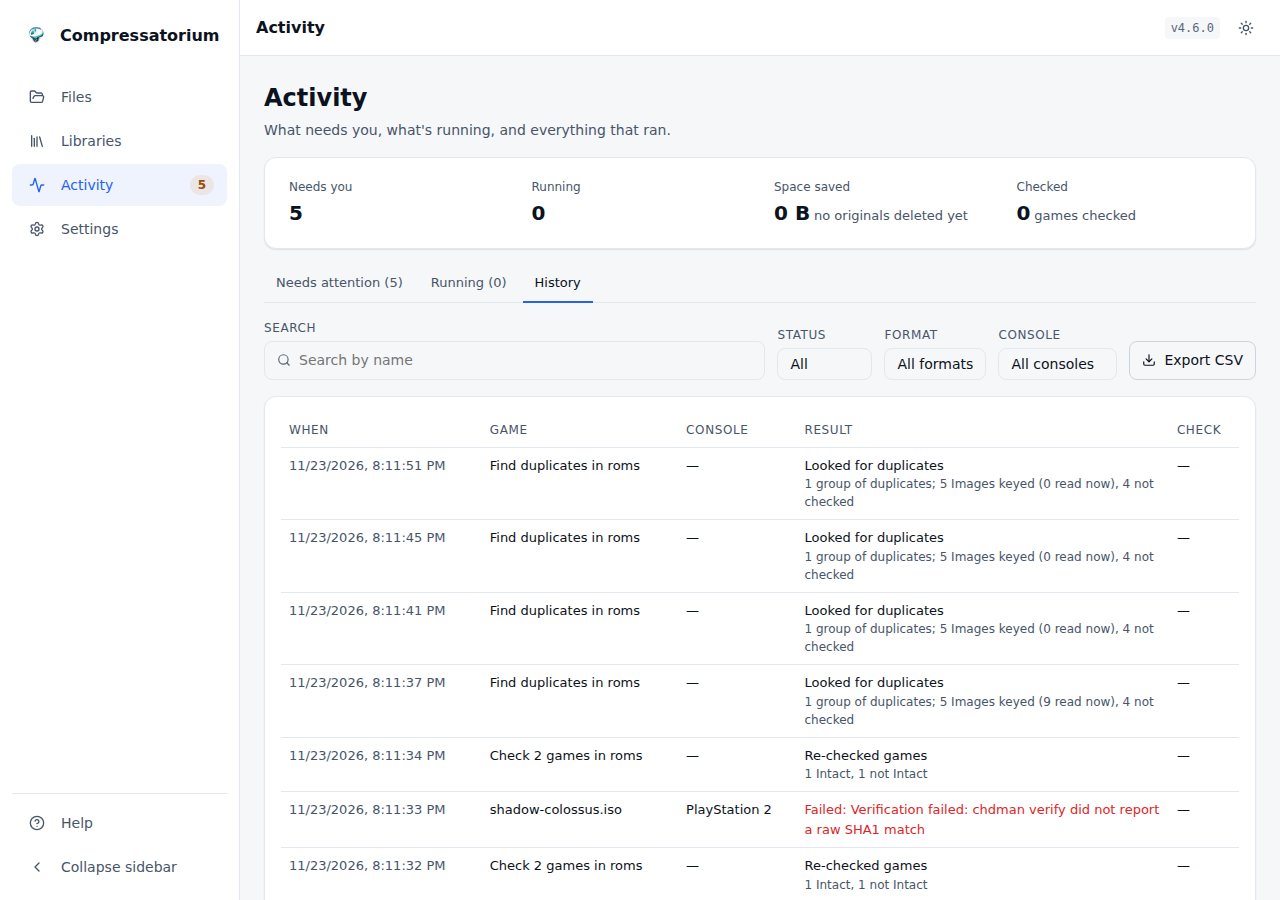 Compressatorium
Activity
v4.6.0
Files
Libraries
Activity
5
Settings
Help
Collapse sidebar
Activity
What needs you, what's running, and everything that ran.
Needs you
5
Running
0
Space saved
0 B no originals deleted yet
Checked
0 games checked
Needs attention (5)
Running (0)
History
SEARCH
Search by name
STATUS
All
FORMAT
All formats
CONSOLE
All consoles
Export CSV
WHEN GAME CONSOLE RESULT CHECK
11/23/2026, 8:11:51 PM Find duplicates in roms — Looked for duplicates —
1 group of duplicates; 5 Images keyed (0 read now), 4 not
checked
11/23/2026, 8:11:45 PM Find duplicates in roms — Looked for duplicates —
1 group of duplicates; 5 Images keyed (0 read now), 4 not
checked
11/23/2026, 8:11:41 PM Find duplicates in roms — Looked for duplicates —
1 group of duplicates; 5 Images keyed (0 read now), 4 not
checked
11/23/2026, 8:11:37 PM Find duplicates in roms — Looked for duplicates —
1 group of duplicates; 5 Images keyed (9 read now), 4 not
checked
11/23/2026, 8:11:34 PM Check 2 games in roms — Re-checked games —
1 Intact, 1 not Intact
11/23/2026, 8:11:33 PM shadow-colossus.iso PlayStation 2 Failed: Verification failed: chdman verify did not report —
a raw SHA1 match
11/23/2026, 8:11:32 PM Check 2 games in roms — Re-checked games —
1 Intact, 1 not Intact